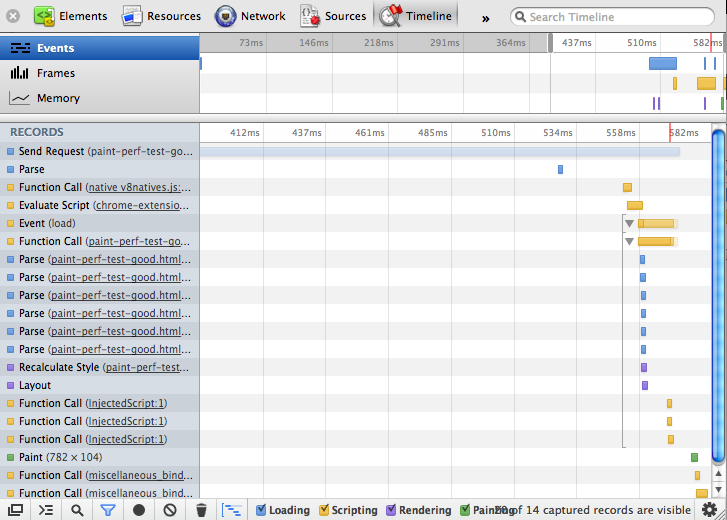 Elements Resources Network Sources Timeline » Search Timeline
Events
Frames
Memory
73ms 146ms 218ms 291ms 364ms 437ms 510ms 582ms
RECORDS
412ms 437ms 461ms 485ms 510ms 534ms 558ms 582ms
Send Request (paint-perf-test-go...
Parse
Function Call (native v8natives.js:...
Evaluate Script (chrome-extensio...
Event (load)
Function Call (paint-perf-test-go...
Parse (paint-perf-test-good.html...
Parse (paint-perf-test-good.html...
Parse (paint-perf-test-good.html...
Parse (paint-perf-test-good.html...
Parse (paint-perf-test-good.html...
Parse (paint-perf-test-good.html...
Recalculate Style (paint-perf-test...
Layout
Function Call (InjectedScript:1)
Function Call (InjectedScript:1)
Function Call (InjectedScript:1)
Paint (782 × 104)
Function Call (miscellaneous_bind...
Function Call (miscellaneous_bind...
Loading Scripting Rendering Painting of 14 captured records are visible